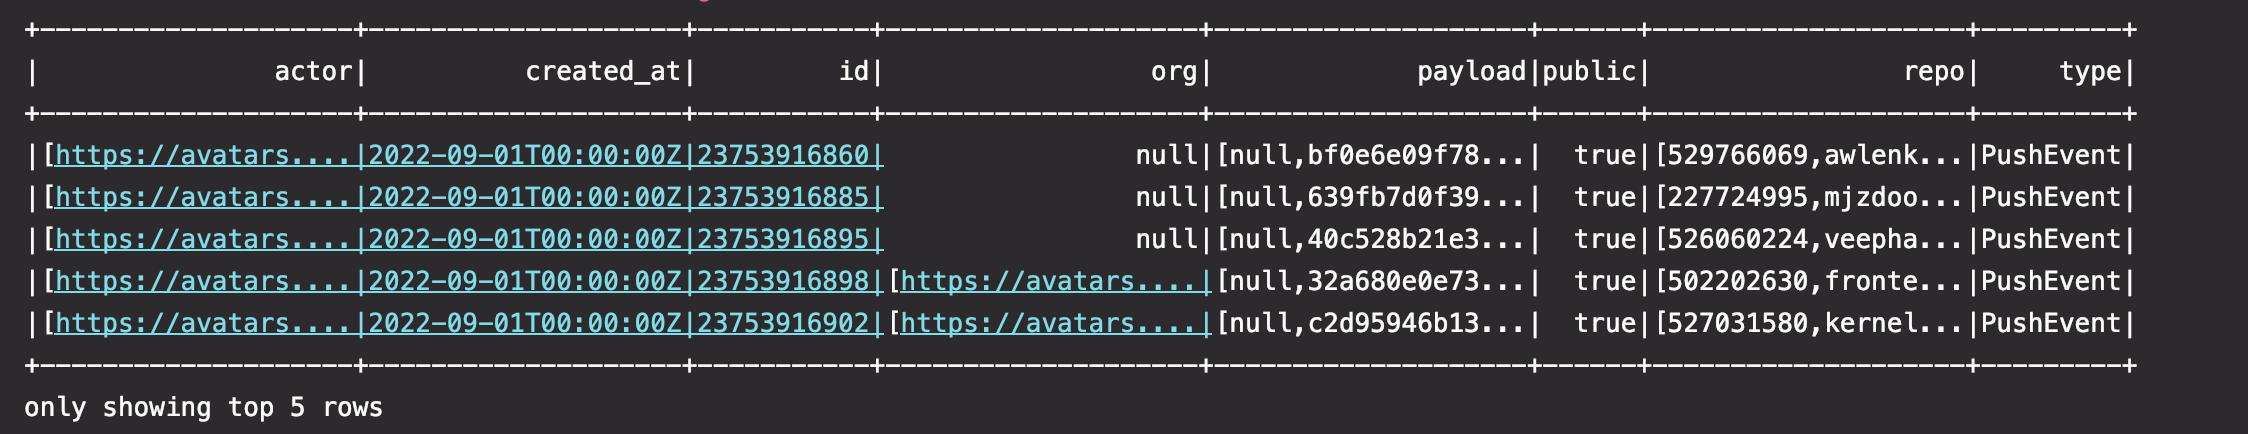 +--------------------+--------------------+-----------+--------------------+--------------------+------+--------------------+---------+
|               actor|          created_at|         id|                 org|             payload|public|                repo|     type|
+--------------------+--------------------+-----------+--------------------+--------------------+------+--------------------+---------+
|[https://avatars....|2022-09-01T00:00:00Z|23753916860|                null|[null,bf0e6e09f78...|  true|[529766069,awlenk...|PushEvent|
|[https://avatars....|2022-09-01T00:00:00Z|23753916885|                null|[null,639fb7d0f39...|  true|[227724995,mjzdoo...|PushEvent|
|[https://avatars....|2022-09-01T00:00:00Z|23753916895|                null|[null,40c528b21e3...|  true|[526060224,veepha...|PushEvent|
|[https://avatars....|2022-09-01T00:00:00Z|23753916898|[https://avatars....|[null,32a680e0e73...|  true|[502202630,fronte...|PushEvent|
|[https://avatars....|2022-09-01T00:00:00Z|23753916902|[https://avatars....|[null,c2d95946b13...|  true|[527031580,kernel...|PushEvent|
+--------------------+--------------------+-----------+--------------------+--------------------+------+--------------------+---------+
only showing top 5 rows